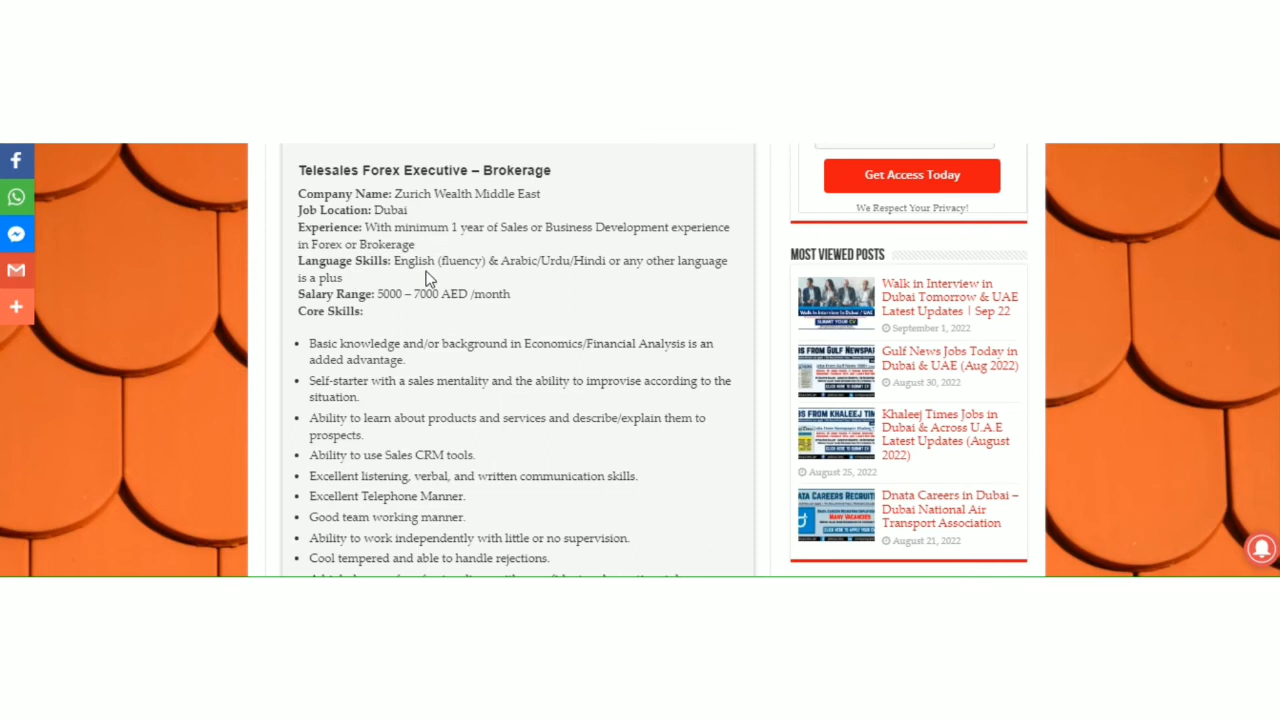 Telesales Forex Executive – Brokerage
Company Name: Zurich Wealth Middle East
Job Location: Dubai
Experience: With minimum 1 year of Sales or Business Development experience
in Forex or Brokerage
Language Skills: English (fluency) & Arabic/Urdu/Hindi or any other language
is a plus
Salary Range: 5000 – 7000 AED /month
Core Skills:
Basic knowledge and/or background in Economics/Financial Analysis is an
added advantage.
Self-starter with a sales mentality and the ability to improvise according to the
situation.
Ability to learn about products and services and describe/explain them to
prospects.
Ability to use Sales CRM tools.
Excellent listening, verbal, and written communication skills.
Excellent Telephone Manner.
Good team working manner.
Ability to work independently with little or no supervision.
Cool tempered and able to handle rejections.
Get Access Today
We Respect Your Privacy!
MOST VIEWED POSTS
Walk in Interview in
Dubai Tomorrow & UAE
Latest Updates | Sep 22
September 1, 2022
Gulf News Jobs Today in
Dubai & UAE (Aug 2022)
August 30, 2022
Khaleej Times Jobs in
Dubai & Across U.A.E
Latest Updates (August
2022)
August 25, 2022
Dnata Careers in Dubai –
Dubai National Air
Transport Association
August 21, 2022